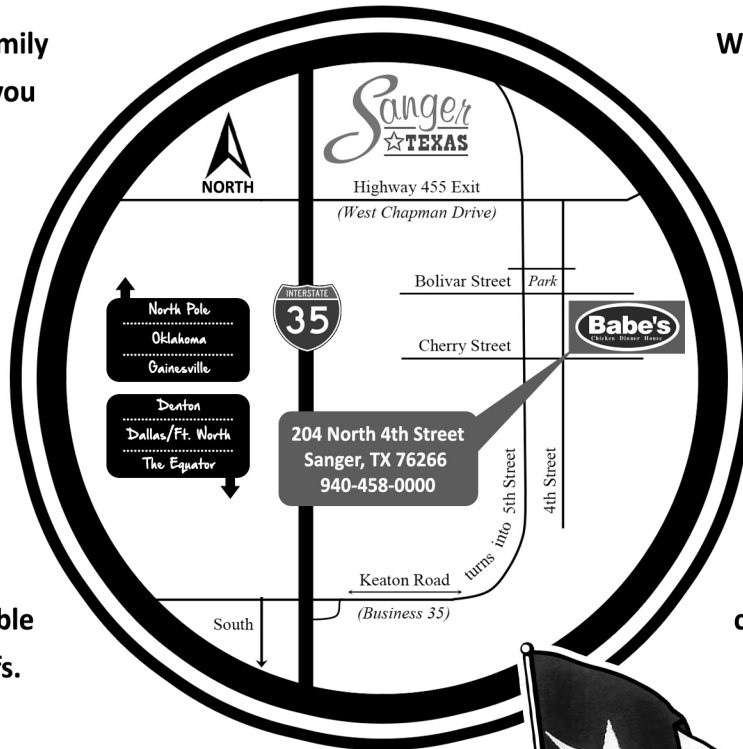 mily
W
you
Sanger
TEXAS
NORTH
Highway 455 Exit
(West Chapman Drive)
Bolivar Street
Park
INTERSTATE
35
North Pole
Oklahoma
Gainesville
Babe's
Chicken Dinner House
Cherry Street
Denton
Dallas/Ft. Worth
The Equator
204 North 4th Street
Sanger, TX 76266
940-458-0000
5th Street
4th Street
turns into
Keaton Road
(Business 35)
South
ble
c
fs.